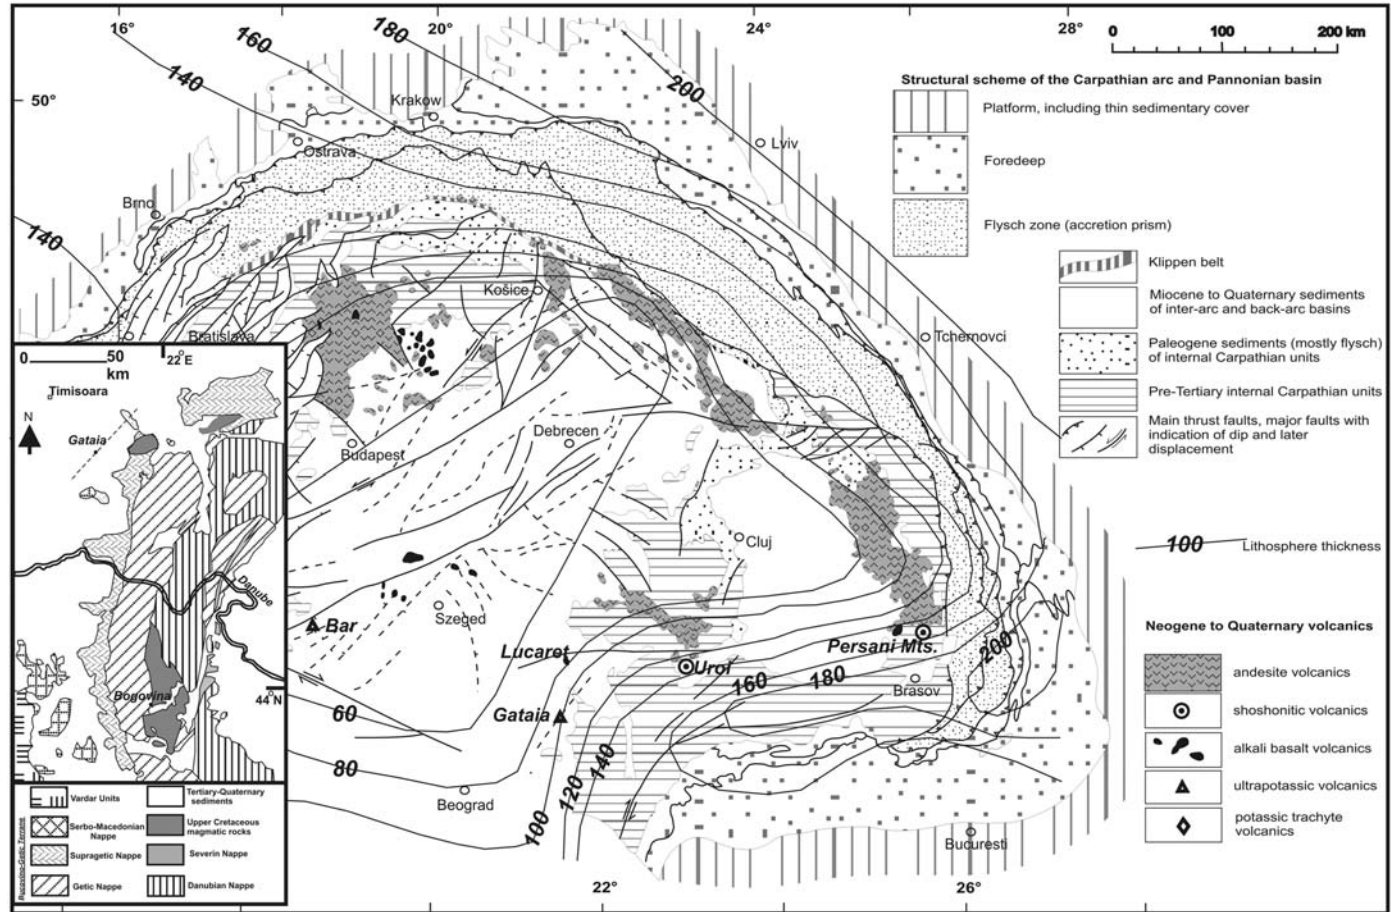 16°
20°
24°
28°
0 100 200 km
50°
160
180
140
200
140
Krakow
Ostrava
Brno
Lviv
Košice
Bratislava
Tchernovci
Budapest
Debrecen
Cluj
Szeged
Bar
Lucaret
Uroi
Persani Mts.
Brasov
Gataia
200
180
160
140
120
100
60
80
Beograd
Bucuresti
22°
26°
Structural scheme of the Carpathian arc and Pannonian basin
Platform, including thin sedimentary cover
Foredeep
Flysch zone (accretion prism)
Klippen belt
Miocene to Quaternary sediments
of inter-arc and back-arc basins
Paleogene sediments (mostly flysch)
of internal Carpathian units
Pre-Tertiary internal Carpathian units
Main thrust faults, major faults with
indication of dip and later
displacement
100 Lithosphere thickness
Neogene to Quaternary volcanics
andesite volcanics
shoshonitic volcanics
alkali basalt volcanics
ultrapotassic volcanics
potassic trachyte
volcanics
0 50
km
22°E
Timisoara
N
Gataia
Danube
Bogovina
44°N
Vardar Units
Serbo-Macedonian
Nappe
Supragetic Nappe
Getic Nappe
Tertiary-Quaternary
sediments
Upper Cretaceous
magmatic rocks
Severin Nappe
Danubian Nappe
Bucovino-Getic Terrane